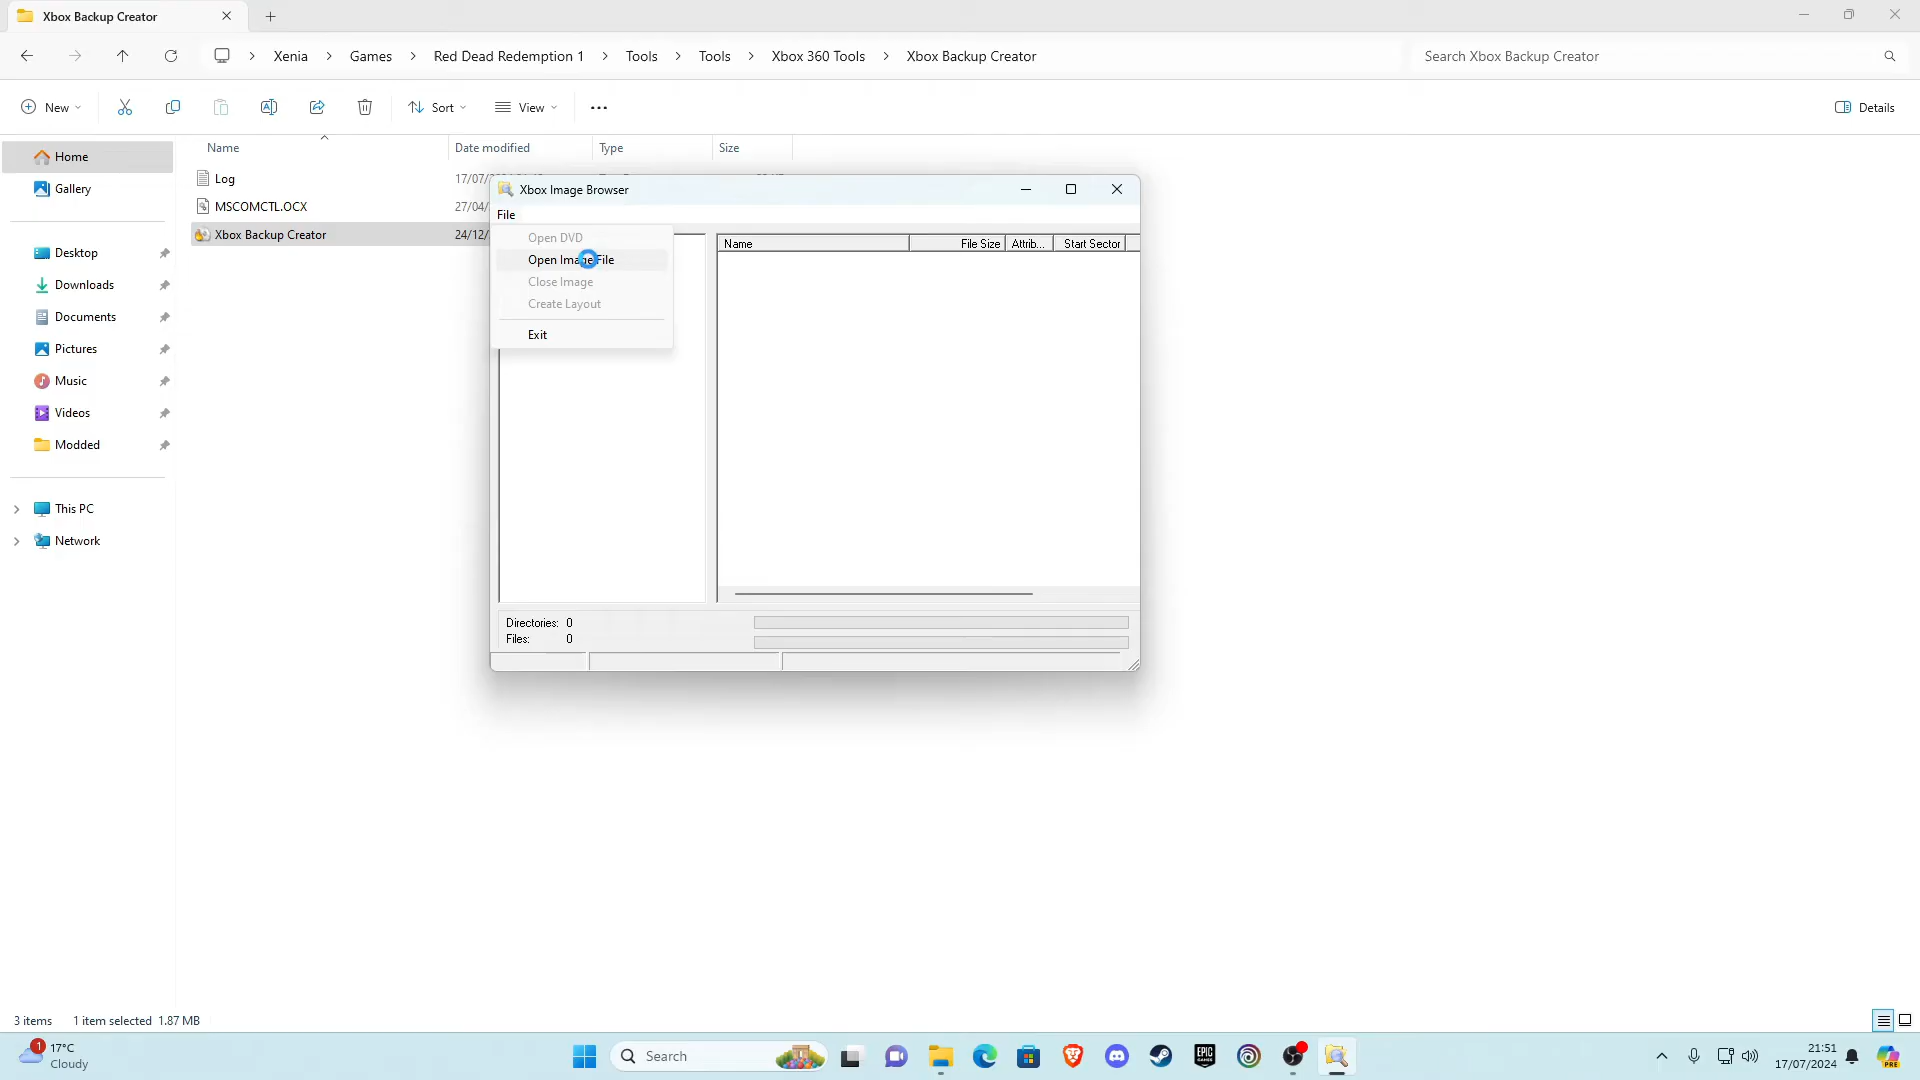 Xbox Backup Creator
Xenia > Games > Red Dead Redemption 1 > Tools > Tools > Xbox 360 Tools > Xbox Backup Creator
Search Xbox Backup Creator
New
Sort
View
Details
Name Date modified Type Size
Home
Gallery
Desktop
Downloads
Documents
Pictures
Music
Videos
Modded
This PC
Network
Log 17/07/
MSCOMCTL.OCX 27/04/
Xbox Backup Creator 24/12/
Xbox Image Browser
File
Open DVD
Open Image File
Close Image
Create Layout
Exit
Name File Size Attrib... Start Sector
Directories: 0
Files: 0
3 items 1 item selected 1.87 MB
1
17°C
Cloudy
Search
EPIC
GAMES
21:51
17/07/2024
PRE